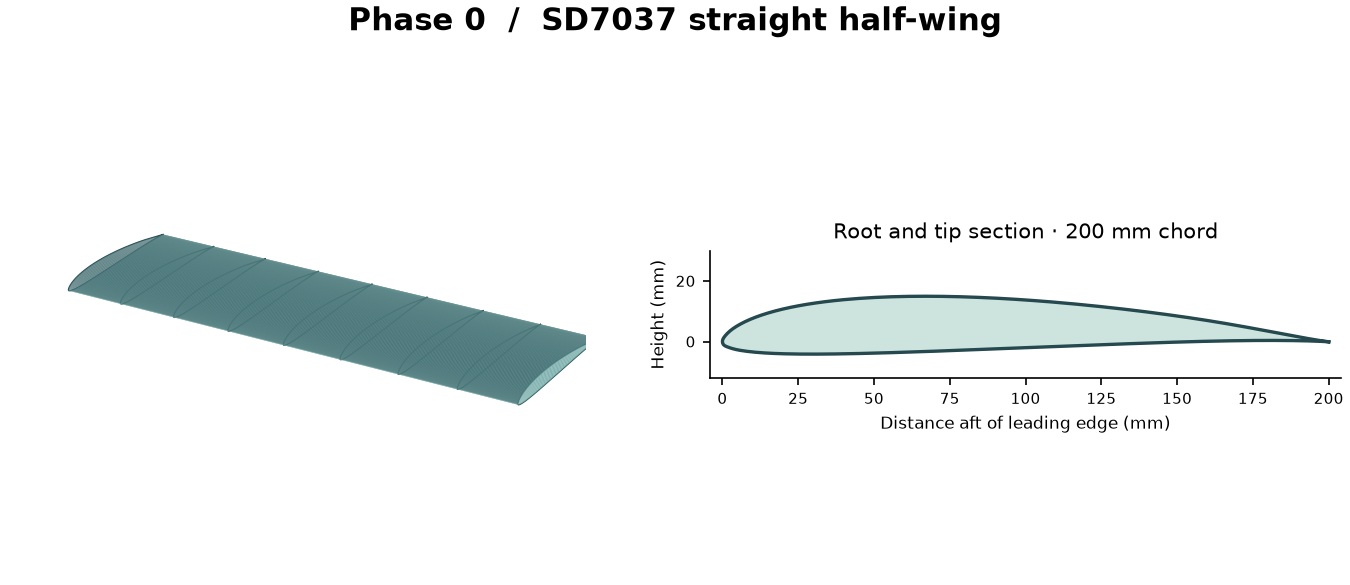 Phase 0 / SD7037 straight half-wing
Root and tip section · 200 mm chord
Height (mm)
20
0
0 25 50 75 100 125 150 175 200
Distance aft of leading edge (mm)